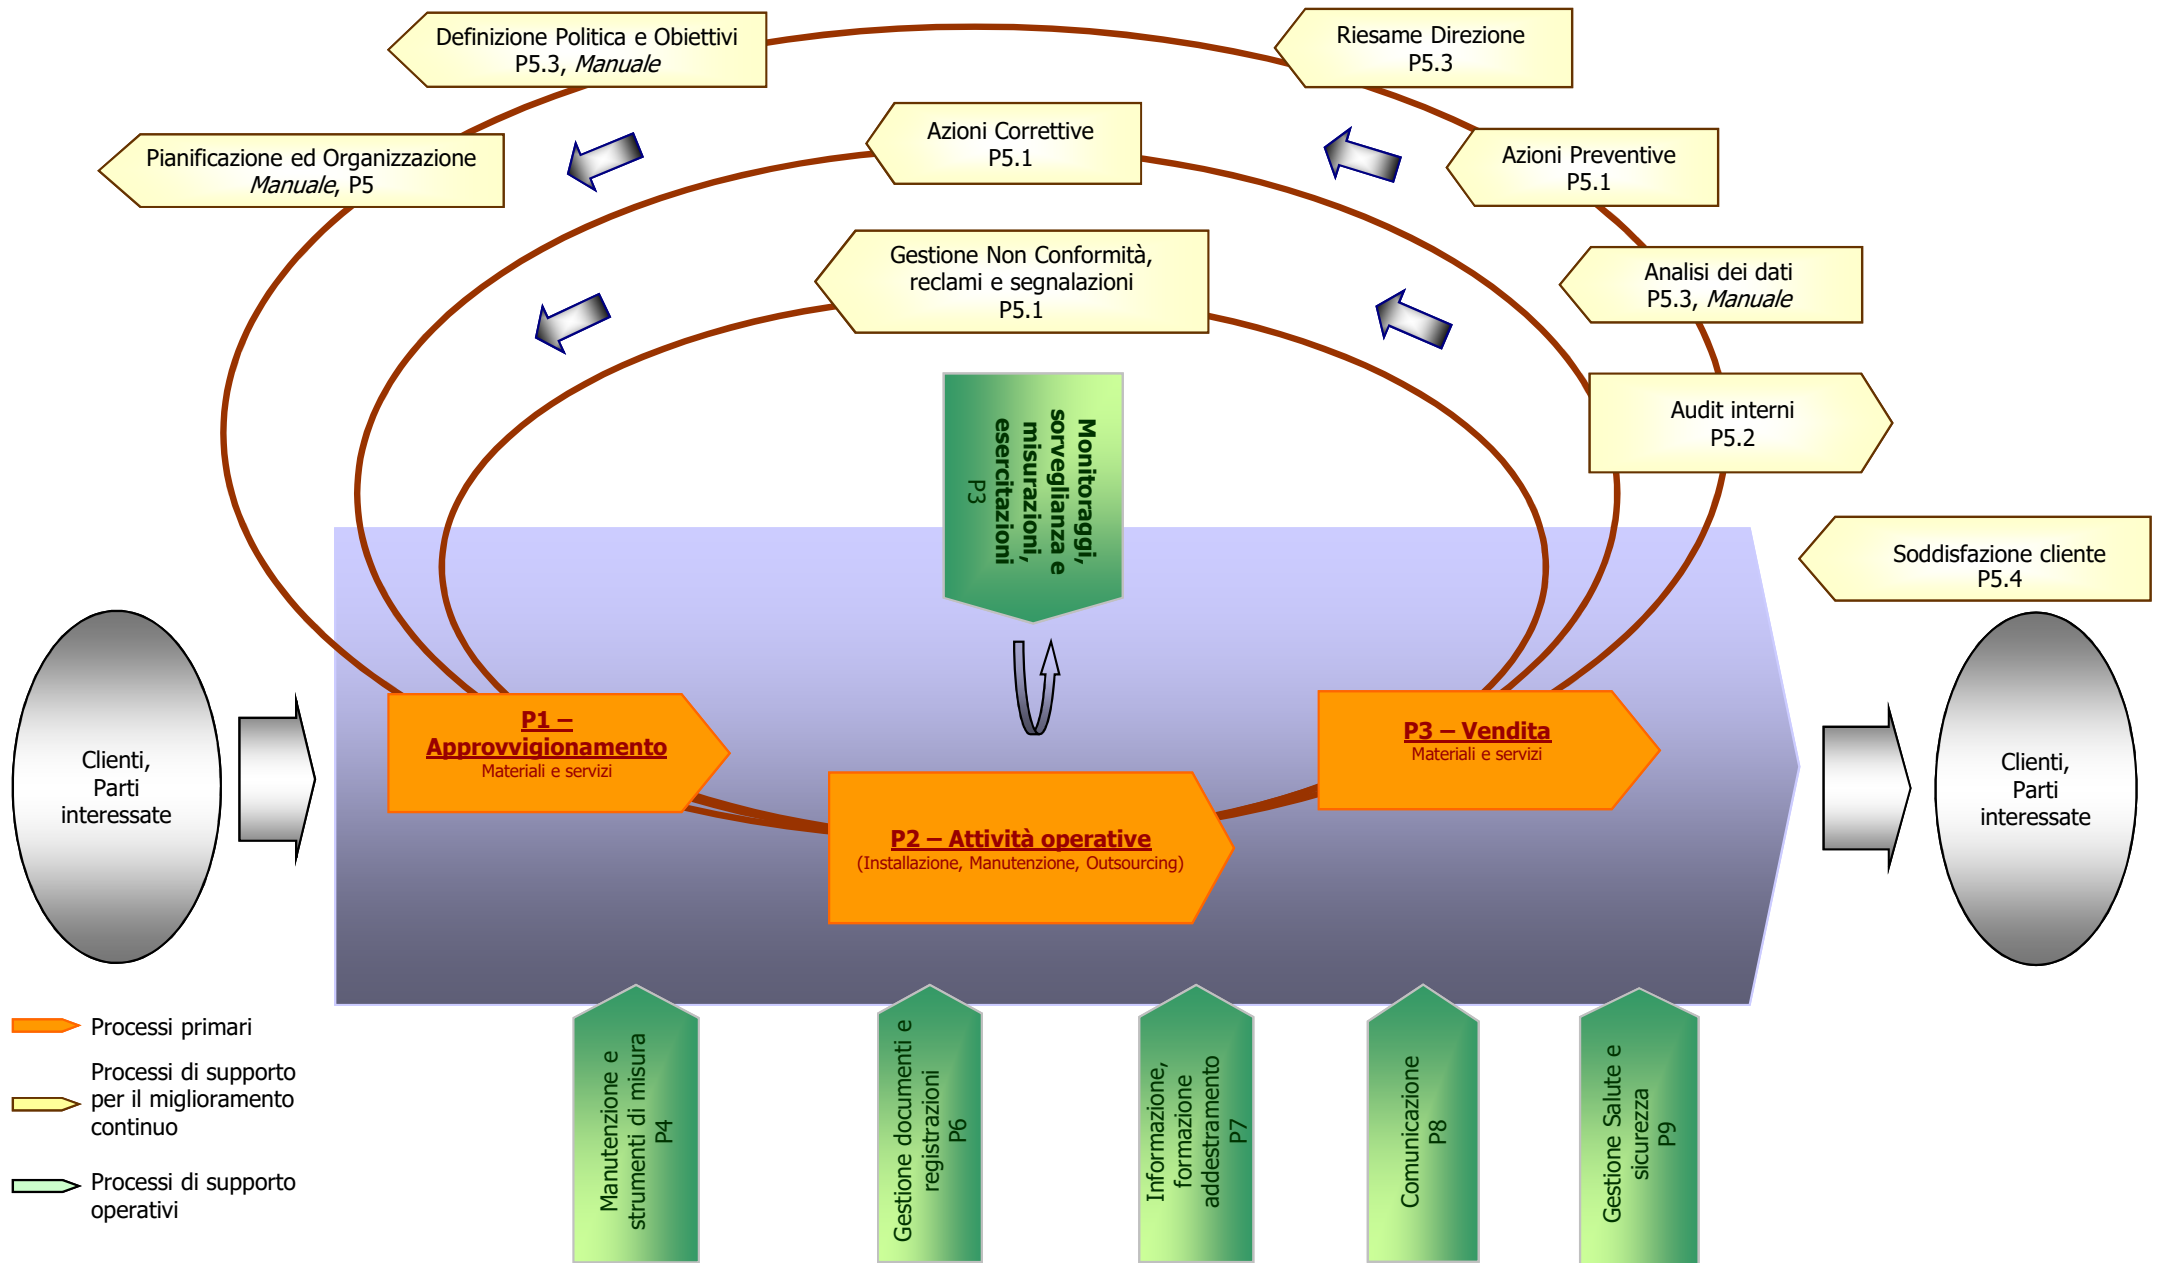 Definizione Politica e Obiettivi
P5.3, Manuale
Riesame Direzione
P5.3
Pianificazione ed Organizzazione
Manuale, P5
Azioni Correttive
P5.1
Azioni Preventive
P5.1
Gestione Non Conformità,
reclami e segnalazioni
P5.1
Analisi dei dati
P5.3, Manuale
Audit interni
P5.2
Monitoraggi,
sorveglianza e
misurazioni,
esercitazioni
P3
Soddisfazione cliente
P5.4
Clienti,
Parti
interessate
P1 –
Approvvigionamento
Materiali e servizi
P2 – Attività operative
(Installazione, Manutenzione, Outsourcing)
P3 – Vendita
Materiali e servizi
Clienti,
Parti
interessate
Processi primari
Processi di supporto
per il miglioramento
continuo
Processi di supporto
operativi
Manutenzione e
strumenti di misura
P4
Gestione documenti e
registrazioni
P6
Informazione,
formazione
addestramento
P7
Comunicazione
P8
Gestione Salute e
sicurezza
P9